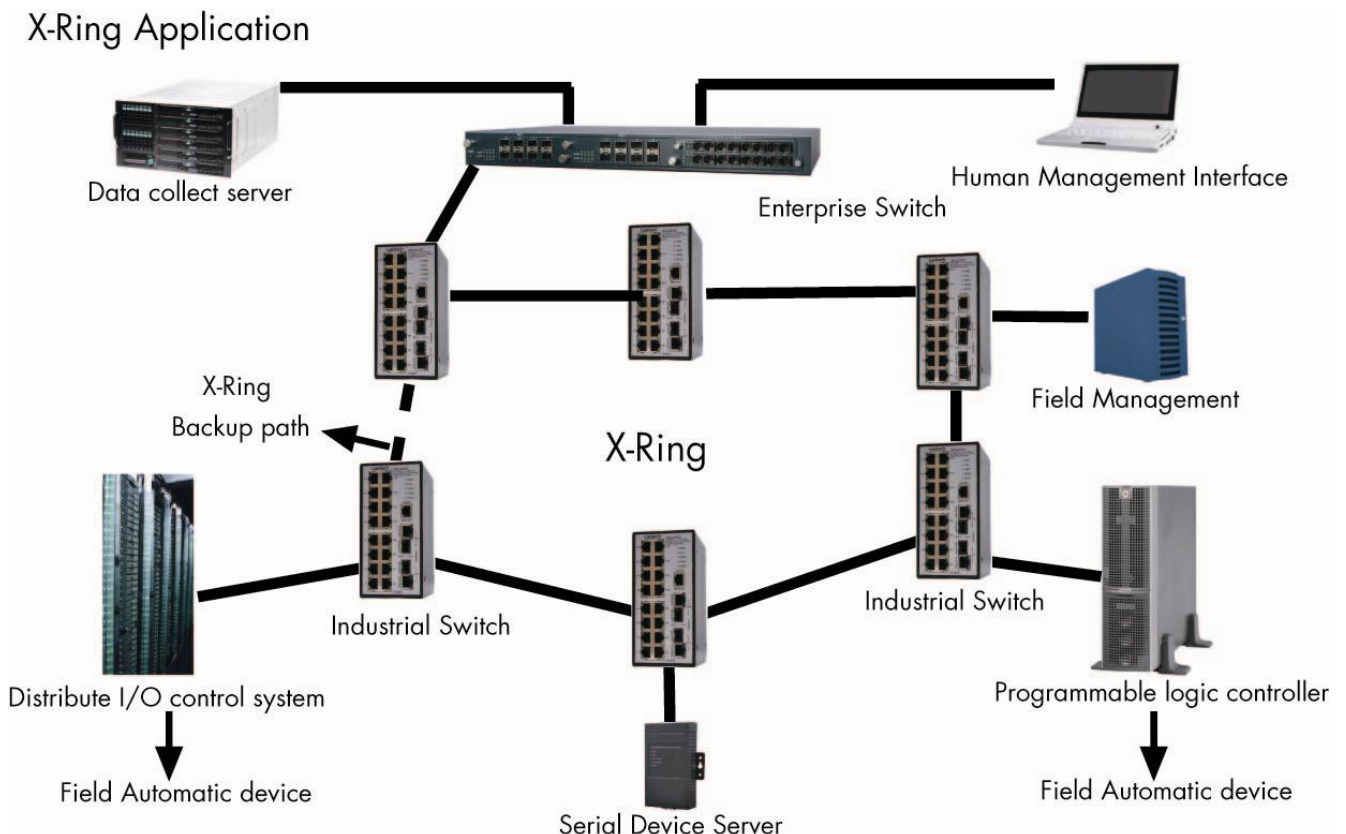 X-Ring Application
Data collect server
Human Management Interface
Enterprise Switch
X-Ring
Backup path
Field Management
X-Ring
Industrial Switch
Industrial Switch
Distribute I/O control system
Programmable logic controller
Field Automatic device
Field Automatic device
Serial Device Server